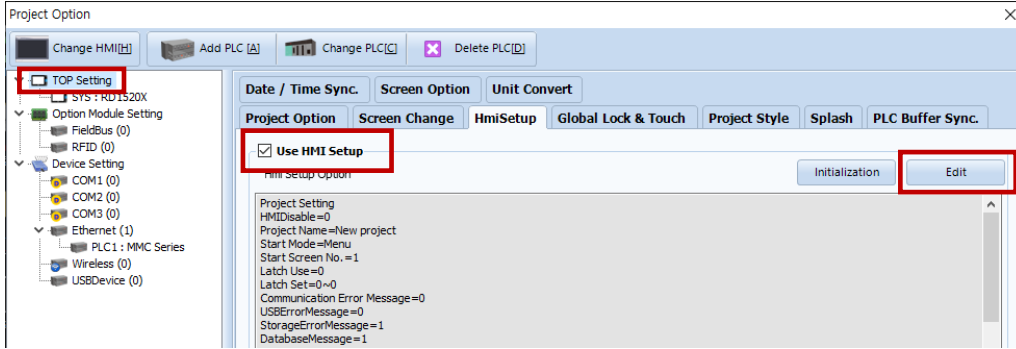 Project Option
Change HMI[H] Add PLC [A] Change PLC[C] Delete PLC[D]
TOP Setting
SYS : RD1520X
Option Module Setting
FieldBus (0)
RFID (0)
Device Setting
COM1 (0)
COM2 (0)
COM3 (0)
Ethernet (1)
PLC1 : MMC Series
Wireless (0)
USBDevice (0)
Date / Time Sync. Screen Option Unit Convert
Project Option Screen Change HmiSetup Global Lock & Touch Project Style Splash PLC Buffer Sync.
Use HMI Setup
Hmi Setup Option
Initialization Edit
Project Setting
HMIDisable=0
Project Name=New project
Start Mode=Menu
Start Screen No.=1
Latch Use=0
Latch Set=0~0
Communication Error Message=0
USBErrorMessage=0
StorageErrorMessage=1
DatabaseMessage=1